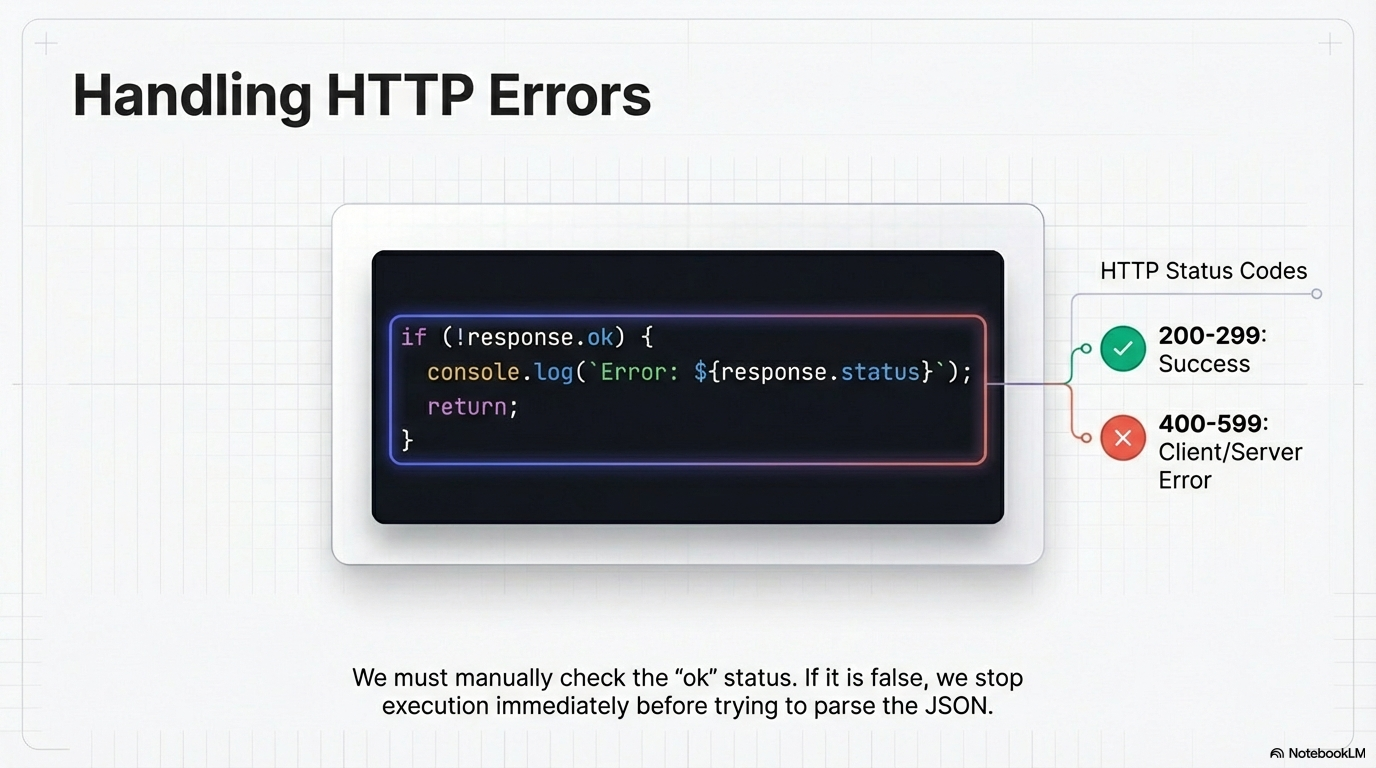 Handling HTTP Errors
if (!response.ok) {
  console.log(`Error: ${response.status}`);
  return;
}
HTTP Status Codes
200-299:
Success
400-599:
Client/Server
Error
We must manually check the “ok” status. If it is false, we stop
execution immediately before trying to parse the JSON.
NotebookLM